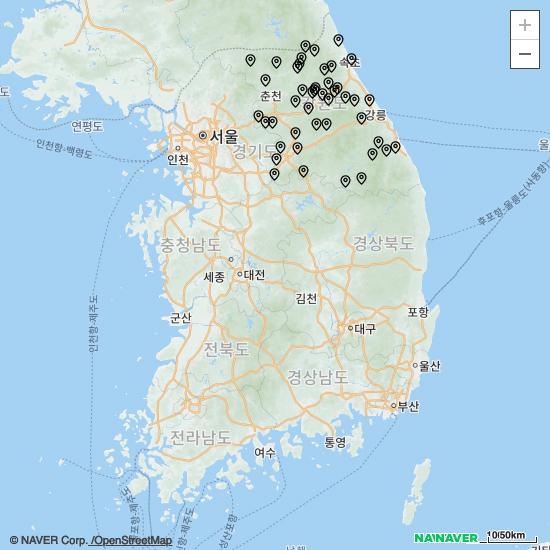 +
−
속초
춘천
강원도
강릉
연평도
서울
경기도
인천
인천항-백령도
울
후포항-울릉도(사동항)
충청남도
경상북도
세종
대전
김천
인천항-제주도
군산
포항
대구
전북도
울산
경상남도
부산
전라남도
여수
통영
© NAVER Corp. /OpenStreetMap
NAVER
10/50km